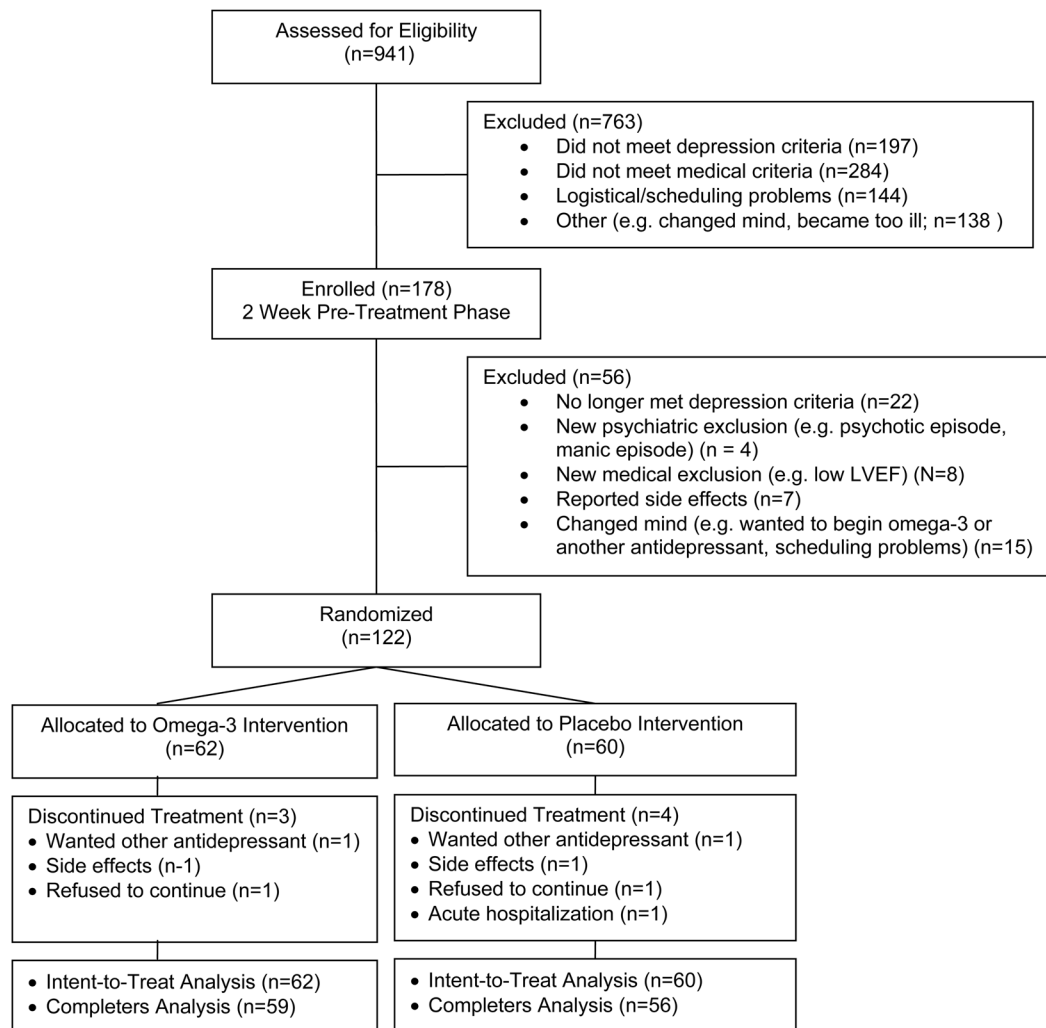 Assessed for Eligibility
(n=941)
Excluded (n=763)
• Did not meet depression criteria (n=197)
• Did not meet medical criteria (n=284)
• Logistical/scheduling problems (n=144)
• Other (e.g. changed mind, became too ill; n=138 )
Enrolled (n=178)
2 Week Pre-Treatment Phase
Excluded (n=56)
• No longer met depression criteria (n=22)
• New psychiatric exclusion (e.g. psychotic episode,
manic episode) (n = 4)
• New medical exclusion (e.g. low LVEF) (N=8)
• Reported side effects (n=7)
• Changed mind (e.g. wanted to begin omega-3 or
another antidepressant, scheduling problems) (n=15)
Randomized
(n=122)
Allocated to Omega-3 Intervention
(n=62)
Allocated to Placebo Intervention
(n=60)
Discontinued Treatment (n=3)
• Wanted other antidepressant (n=1)
• Side effects (n-1)
• Refused to continue (n=1)
Discontinued Treatment (n=4)
• Wanted other antidepressant (n=1)
• Side effects (n=1)
• Refused to continue (n=1)
• Acute hospitalization (n=1)
• Intent-to-Treat Analysis (n=62)
• Completers Analysis (n=59)
• Intent-to-Treat Analysis (n=60)
• Completers Analysis (n=56)